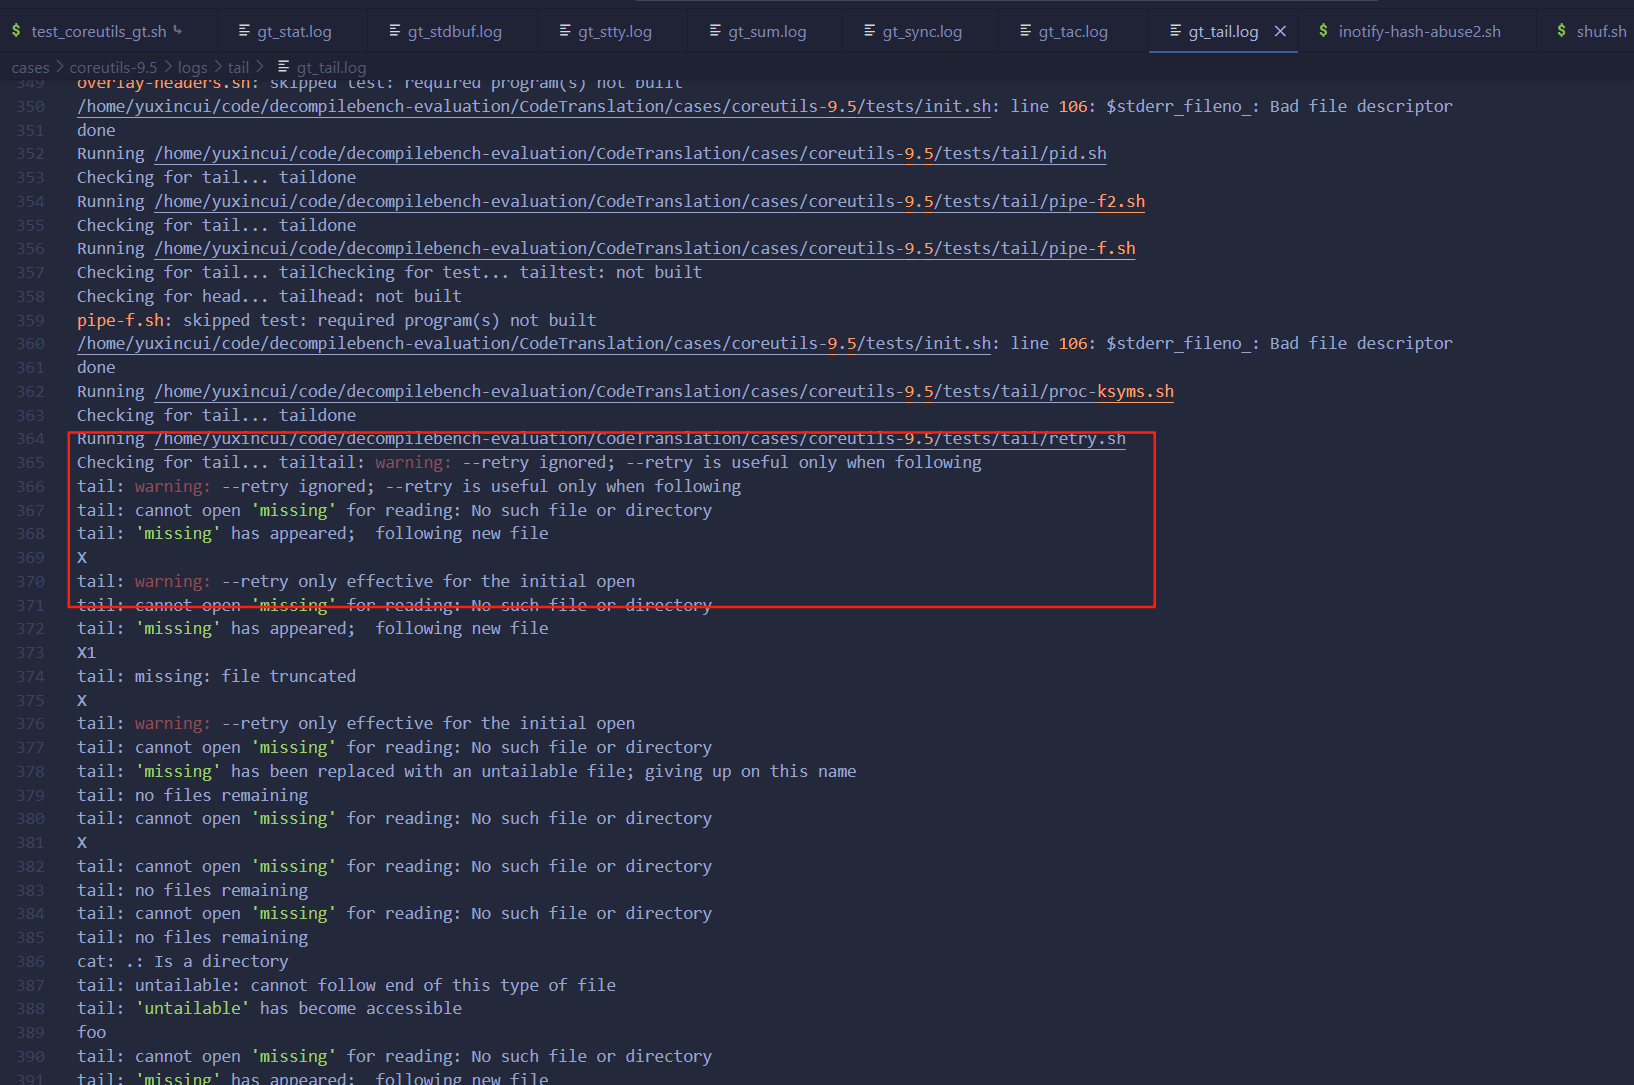 $ test_coreutils_gt.sh gt_stat.log gt_stdbuf.log gt_stty.log gt_sum.log gt_sync.log gt_tac.log gt_tail.log × $ inotify-hash-abuse2.sh $ shuf.sh
cases > coreutils-9.5 > logs > tail > gt_tail.log
349 overlay-headers.sh: skipped test: required program(s) not built
350 /home/yuxincui/code/decompilebench-evaluation/CodeTranslation/cases/coreutils-9.5/tests/init.sh: line 106: $stderr_fileno_: Bad file descriptor
351 done
352 Running /home/yuxincui/code/decompilebench-evaluation/CodeTranslation/cases/coreutils-9.5/tests/tail/pid.sh
353 Checking for tail... taildone
354 Running /home/yuxincui/code/decompilebench-evaluation/CodeTranslation/cases/coreutils-9.5/tests/tail/pipe-f2.sh
355 Checking for tail... taildone
356 Running /home/yuxincui/code/decompilebench-evaluation/CodeTranslation/cases/coreutils-9.5/tests/tail/pipe-f.sh
357 Checking for tail... tailChecking for test... tailtest: not built
358 Checking for head... tailhead: not built
359 pipe-f.sh: skipped test: required program(s) not built
360 /home/yuxincui/code/decompilebench-evaluation/CodeTranslation/cases/coreutils-9.5/tests/init.sh: line 106: $stderr_fileno_: Bad file descriptor
361 done
362 Running /home/yuxincui/code/decompilebench-evaluation/CodeTranslation/cases/coreutils-9.5/tests/tail/proc-ksyms.sh
363 Checking for tail... taildone
364 Running /home/yuxincui/code/decompilebench-evaluation/CodeTranslation/cases/coreutils-9.5/tests/tail/retry.sh
365 Checking for tail... tailtail: warning: --retry ignored; --retry is useful only when following
366 tail: warning: --retry ignored; --retry is useful only when following
367 tail: cannot open 'missing' for reading: No such file or directory
368 tail: 'missing' has appeared;  following new file
369 X
370 tail: warning: --retry only effective for the initial open
371 tail: cannot open 'missing' for reading: No such file or directory
372 tail: 'missing' has appeared;  following new file
373 X1
374 tail: missing: file truncated
375 X
376 tail: warning: --retry only effective for the initial open
377 tail: cannot open 'missing' for reading: No such file or directory
378 tail: 'missing' has been replaced with an untailable file; giving up on this name
379 tail: no files remaining
380 tail: cannot open 'missing' for reading: No such file or directory
381 X
382 tail: cannot open 'missing' for reading: No such file or directory
383 tail: no files remaining
384 tail: cannot open 'missing' for reading: No such file or directory
385 tail: no files remaining
386 cat: .: Is a directory
387 tail: untailable: cannot follow end of this type of file
388 tail: 'untailable' has become accessible
389 foo
390 tail: cannot open 'missing' for reading: No such file or directory
391 tail: 'missing' has appeared;  following new file